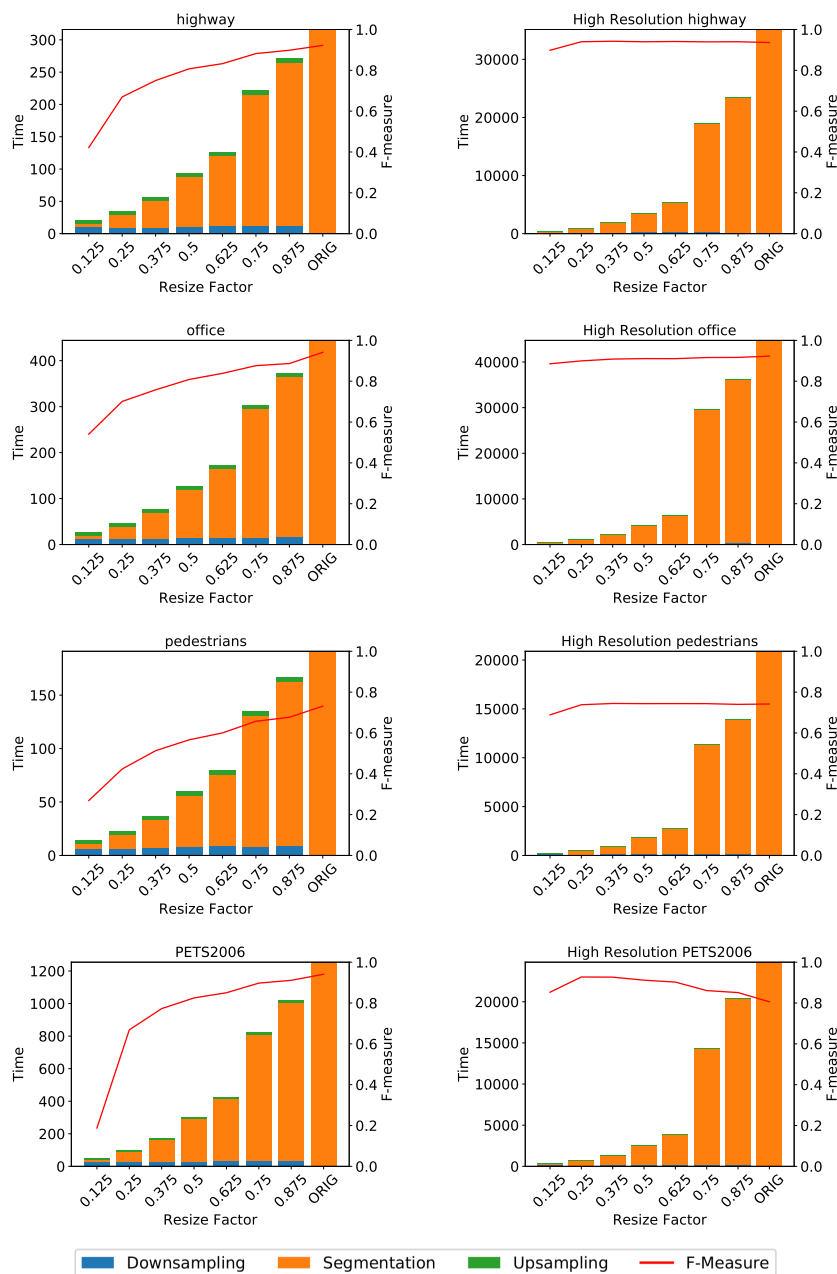 highway
300
250
200
150
100
50
0
Time
1.0
0.8
0.6
0.4
0.2
0.0
F-measure
0.125 0.25 0.375 0.5 0.625 0.75 0.875 ORIG
Resize Factor
High Resolution highway
30000
20000
10000
0
Time
1.0
0.8
0.6
0.4
0.2
0.0
F-measure
0.125 0.25 0.375 0.5 0.625 0.75 0.875 ORIG
Resize Factor
office
400
300
200
100
0
Time
1.0
0.8
0.6
0.4
0.2
0.0
F-measure
0.125 0.25 0.375 0.5 0.625 0.75 0.875 ORIG
Resize Factor
High Resolution office
40000
30000
20000
10000
0
Time
1.0
0.8
0.6
0.4
0.2
0.0
F-measure
0.125 0.25 0.375 0.5 0.625 0.75 0.875 ORIG
Resize Factor
pedestrians
150
100
50
0
Time
1.0
0.8
0.6
0.4
0.2
0.0
F-measure
0.125 0.25 0.375 0.5 0.625 0.75 0.875 ORIG
Resize Factor
High Resolution pedestrians
20000
15000
10000
5000
0
Time
1.0
0.8
0.6
0.4
0.2
0.0
F-measure
0.125 0.25 0.375 0.5 0.625 0.75 0.875 ORIG
Resize Factor
PETS2006
1200
1000
800
600
400
200
0
Time
1.0
0.8
0.6
0.4
0.2
0.0
F-measure
0.125 0.25 0.375 0.5 0.625 0.75 0.875 ORIG
Resize Factor
High Resolution PETS2006
20000
15000
10000
5000
0
Time
1.0
0.8
0.6
0.4
0.2
0.0
F-measure
0.125 0.25 0.375 0.5 0.625 0.75 0.875 ORIG
Resize Factor
Downsampling Segmentation Upsampling F-Measure